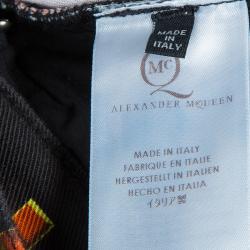 MADE IN
ITALY
McQ
ALEXANDER McQUEEN
MADE IN ITALY
FABRIQUE EN ITALIE
HERGESTELLT IN ITALIEN
HECHO EN ITALIA
イタリア製